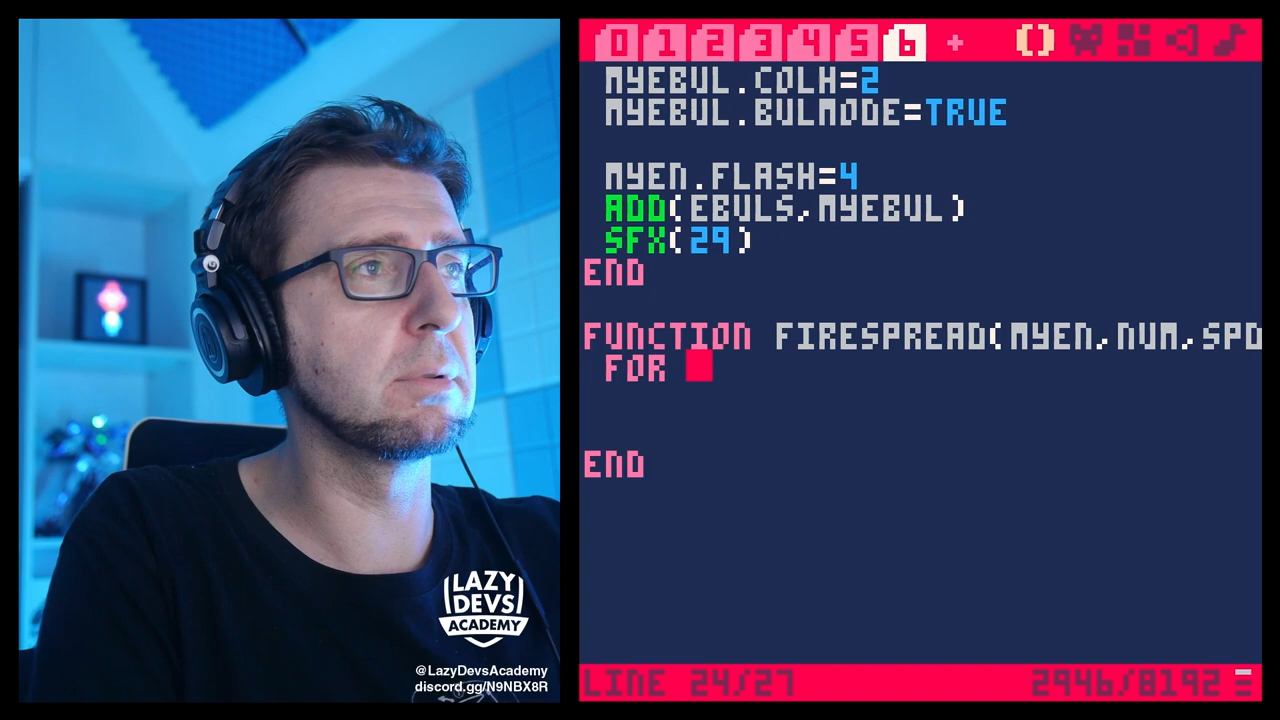 LAZY
DEVS
ACADEMY
@LazyDevsAcademy
discord.gg/N9NBX8R
0 1 2 3 4 5 6 +
MYEBUL.COLH=2
MYEBUL.BULMODE=TRUE
MYEN.FLASH=4
ADD(EBULS,MYEBUL)
SFX(29)
END
FUNCTION FIRESPREAD(MYEN,NUM,SPD
FOR
END
LINE 24/27
2946/8192